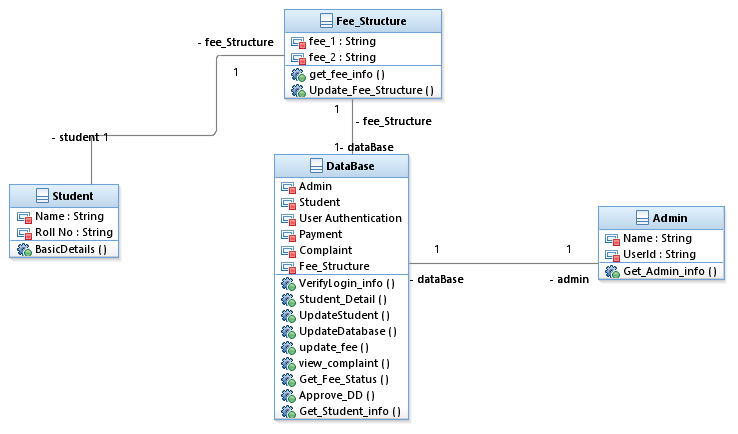 Fee_Structure
fee_1 : String
fee_2 : String
get_fee_info ( )
Update_Fee_Structure ( )
- fee_Structure
1
1
- fee_Structure
- student 1
1- dataBase
Student
Name : String
Roll No : String
BasicDetails ( )
DataBase
Admin
Student
User Authentication
Payment
Complaint
Fee_Structure
VerifyLogin_info ( )
Student_Detail ( )
UpdateStudent ( )
UpdateDatabase ( )
update_fee ( )
view_complaint ( )
Get_Fee_Status ( )
Approve_DD ( )
Get_Student_info ( )
1
- dataBase
1
- admin
Admin
Name : String
UserId : String
Get_Admin_info ( )